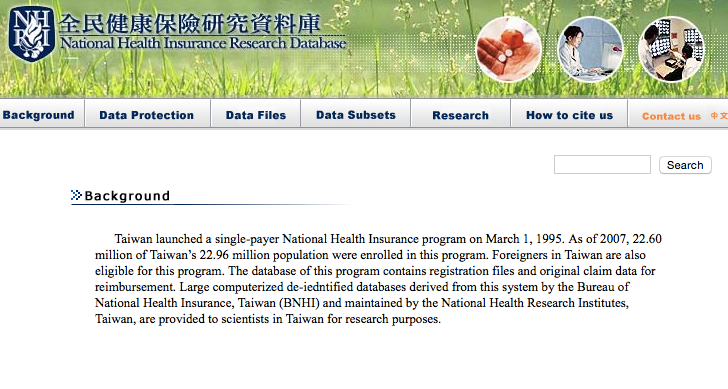 NHRI
全民健康保險研究資料庫
National Health Insurance Research Database
Background
Data Protection
Data Files
Data Subsets
Research
How to cite us
Contact us
中文
Search
Background
Taiwan launched a single-payer National Health Insurance program on March 1, 1995. As of 2007, 22.60
million of Taiwan’s 22.96 million population were enrolled in this program. Foreigners in Taiwan are also
eligible for this program. The database of this program contains registration files and original claim data for
reimbursement. Large computerized de-iedntified databases derived from this system by the Bureau of
National Health Insurance, Taiwan (BNHI) and maintained by the National Health Research Institutes,
Taiwan, are provided to scientists in Taiwan for research purposes.